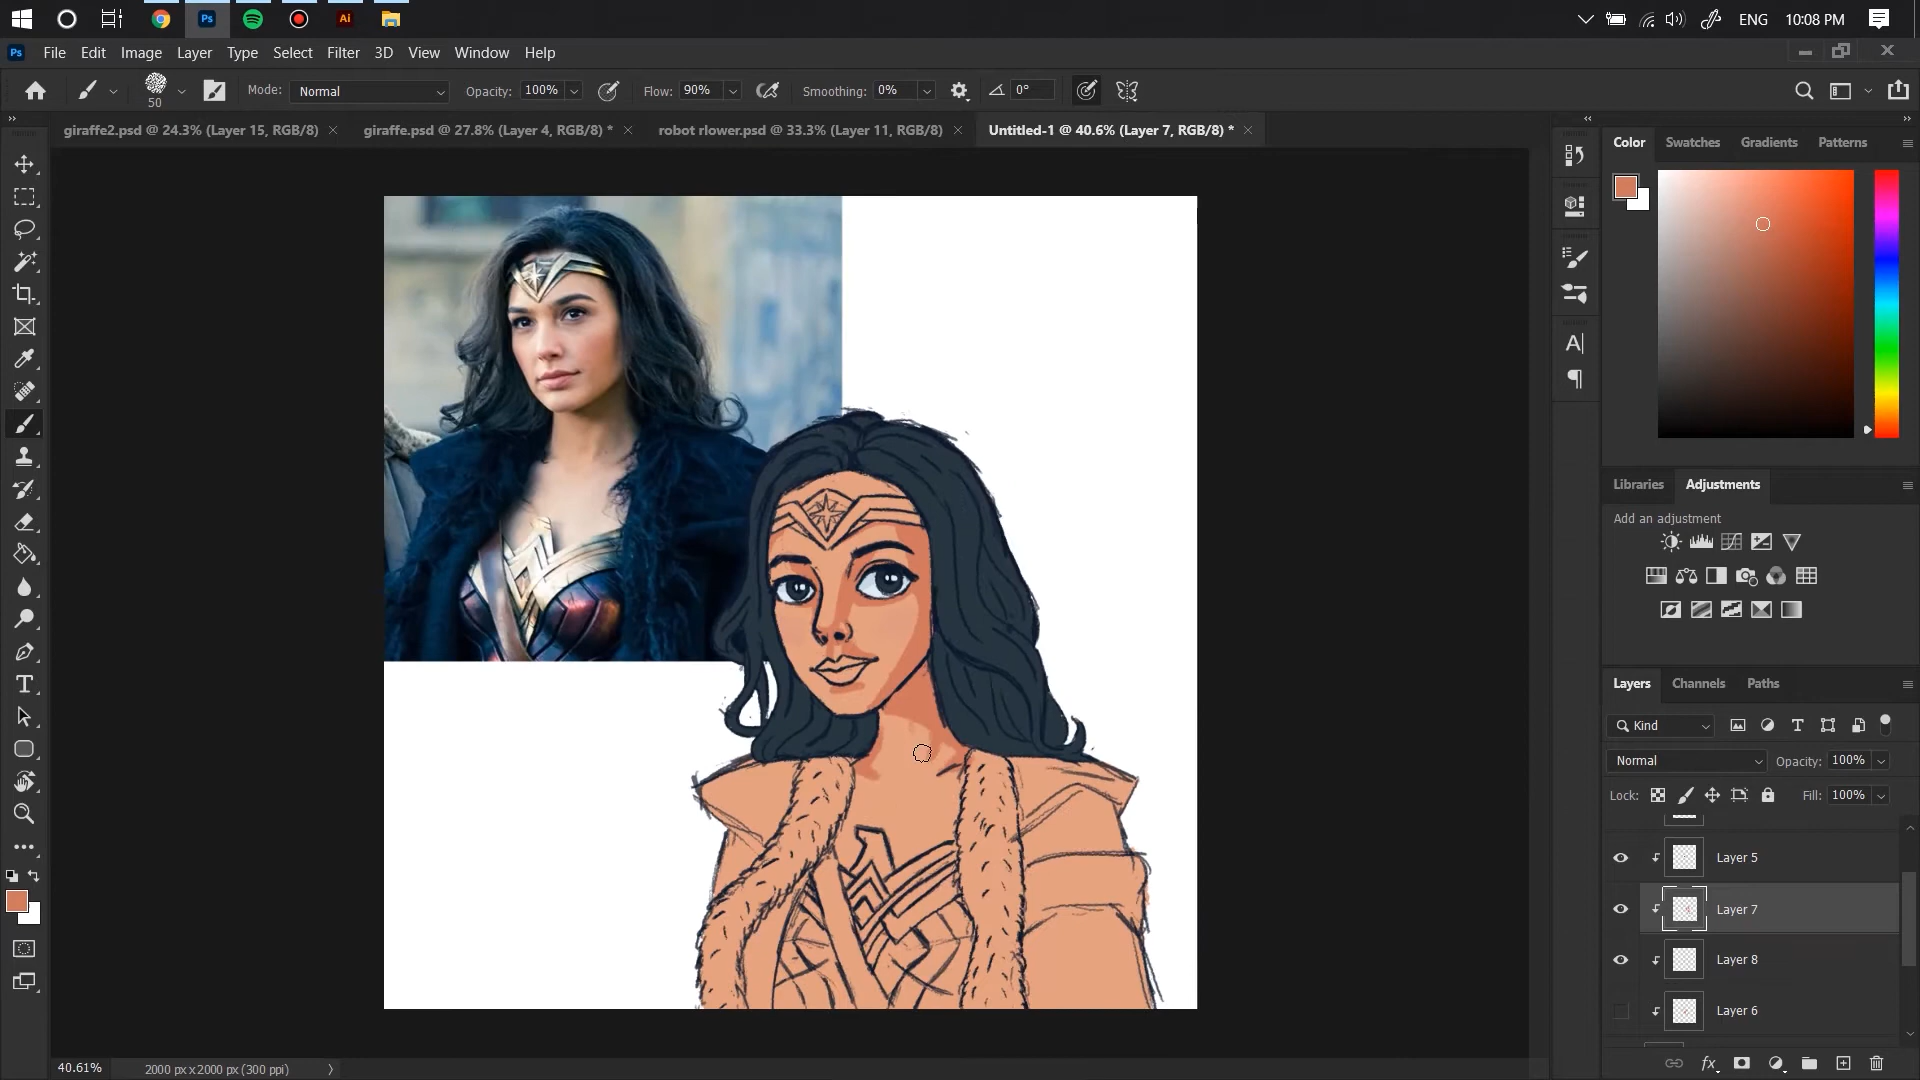 Ps
Ai
ENG
10:08 PM
Ps
File
Edit
Image
Layer
Type
Select
Filter
3D
View
Window
Help
50
Mode:
Normal
Opacity:
100%
Flow:
90%
Smoothing:
0%
0°
giraffe2.psd @ 24.3% (Layer 15, RGB/8)
giraffe.psd @ 27.8% (Layer 4, RGB/8) *
robot rlower.psd @ 33.3% (Layer 11, RGB/8)
Untitled-1 @ 40.6% (Layer 7, RGB/8) *
Color
Swatches
Gradients
Patterns
Libraries
Adjustments
Add an adjustment
Layers
Channels
Paths
Kind
Normal
Opacity:
100%
Lock:
Fill:
100%
Layer 5
Layer 7
Layer 8
Layer 6
fx
40.61%
2000 px x 2000 px (300 ppi)